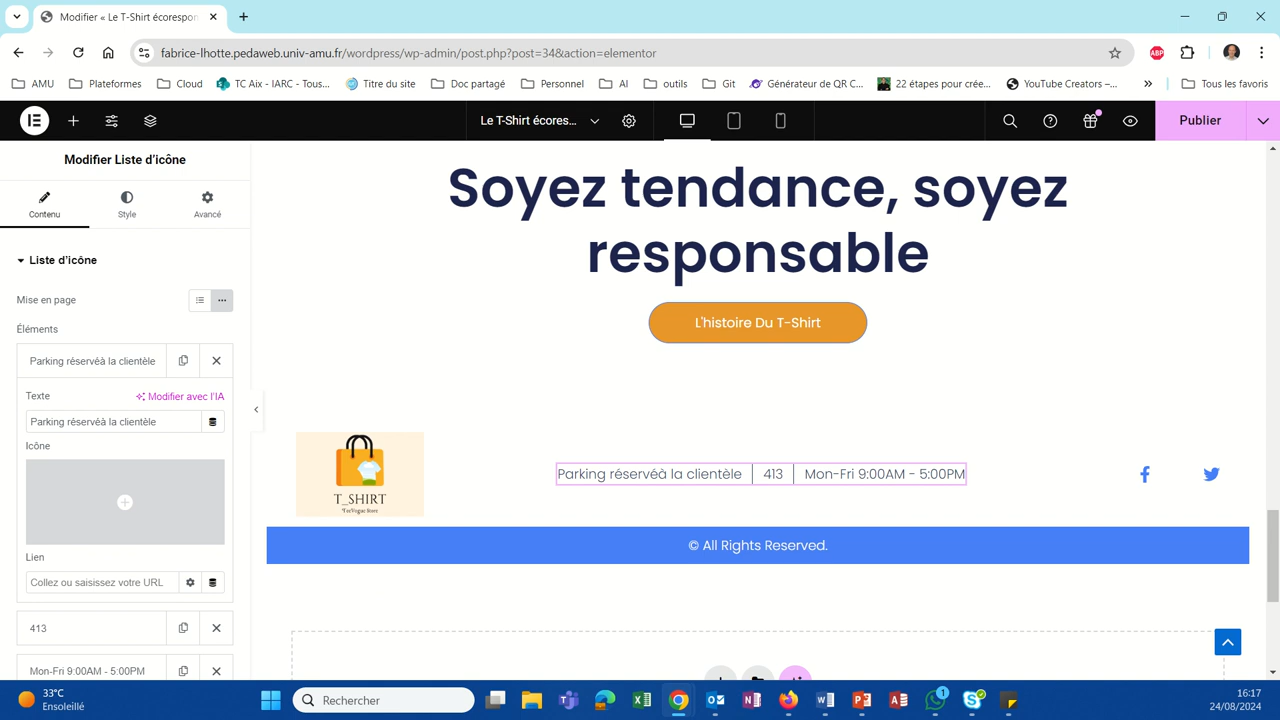 Modifier « Le T-Shirt écorespon
fabrice-lhotte.pedaweb.univ-amu.fr/wordpress/wp-admin/post.php?post=34&action=elementor
ABP
AMU
Plateformes
Cloud
TC Aix - IARC - Tous...
Titre du site
Doc partagé
Personnel
AI
outils
Git
Générateur de QR C...
22 étapes pour crée...
YouTube Creators –...
Tous les favoris
Le T-Shirt écores...
Publier
Modifier Liste d'icône
Contenu
Style
Avancé
Liste d'icône
Mise en page
Éléments
Parking réservéà la clientèle
Texte
Modifier avec l'IA
Parking réservéà la clientèle
Icône
Lien
Collez ou saisissez votre URL
413
Mon-Fri 9:00AM - 5:00PM
Soyez tendance, soyez
responsable
L'histoire Du T-Shirt
T_SHIRT
Parking réservéà la clientèle
413
Mon-Fri 9:00AM - 5:00PM
© All Rights Reserved.
33°C
Ensoleillé
Rechercher
1
16:17
24/08/2024